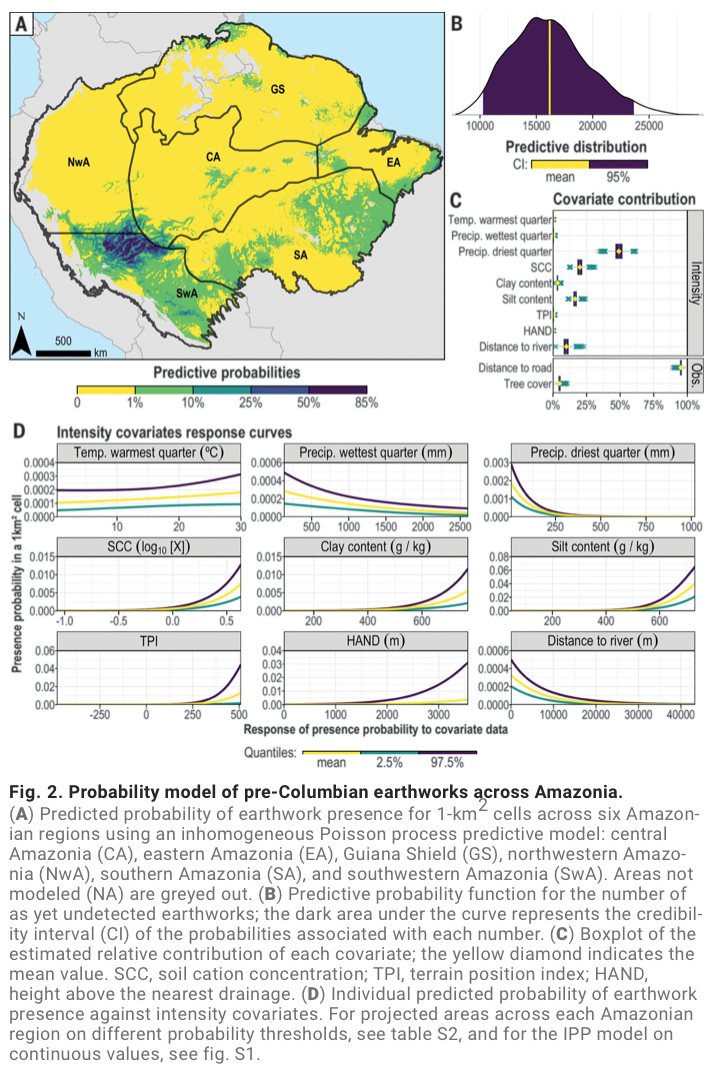 A
GS
NwA
CA
EA
SA
SwA
N
500
km
Predictive probabilities
0 1% 10% 25% 50% 85%
B
10000 15000 20000 25000
Predictive distribution
CI:
mean 95%
C
Covariate contribution
Temp. warmest quarter
Precip. wettest quarter
Precip. driest quarter
SCC
Clay content
Silt content
TPI
HAND
Distance to river
Intensity
Distance to road
Tree cover
Obs.
0% 25% 50% 75% 100%
D Intensity covariates response curves
Presence probability in a 1km² cell
Temp. warmest quarter (ºC)
0.0004
0.0003
0.0002
0.0001
0.0000
10 20 30
Precip. wettest quarter (mm)
0.0006
0.0004
0.0002
0.0000
500 1000 1500 2000 2500
Precip. driest quarter (mm)
0.003
0.002
0.001
0.000
250 500 750 1000
SCC (log10 [X])
0.015
0.010
0.005
0.000
-1.0 -0.5 0.0 0.5
Clay content (g / kg)
0.015
0.010
0.005
0.000
200 400 600
Silt content (g / kg)
0.08
0.06
0.04
0.02
0.00
200 400 600
TPI
0.06
0.04
0.02
0.00
-250 0 250 500
HAND (m)
0.04
0.03
0.02
0.01
0.00
0 1000 2000 3000
Distance to river (m)
0.0006
0.0004
0.0002
0.0000
0 10000 20000 30000 40000
Response of presence probability to covariate data
Quantiles:
mean 2.5% 97.5%
Fig. 2. Probability model of pre-Columbian earthworks across Amazonia.
(A) Predicted probability of earthwork presence for 1-km2 cells across six Amazon-
ian regions using an inhomogeneous Poisson process predictive model: central
Amazonia (CA), eastern Amazonia (EA), Guiana Shield (GS), northwestern Amazo-
nia (NwA), southern Amazonia (SA), and southwestern Amazonia (SwA). Areas not
modeled (NA) are greyed out. (B) Predictive probability function for the number of
as yet undetected earthworks; the dark area under the curve represents the credibil-
ity interval (CI) of the probabilities associated with each number. (C) Boxplot of the
estimated relative contribution of each covariate; the yellow diamond indicates the
mean value. SCC, soil cation concentration; TPI, terrain position index; HAND,
height above the nearest drainage. (D) Individual predicted probability of earthwork
presence against intensity covariates. For projected areas across each Amazonian
region on different probability thresholds, see table S2, and for the IPP model on
continuous values, see fig. S1.